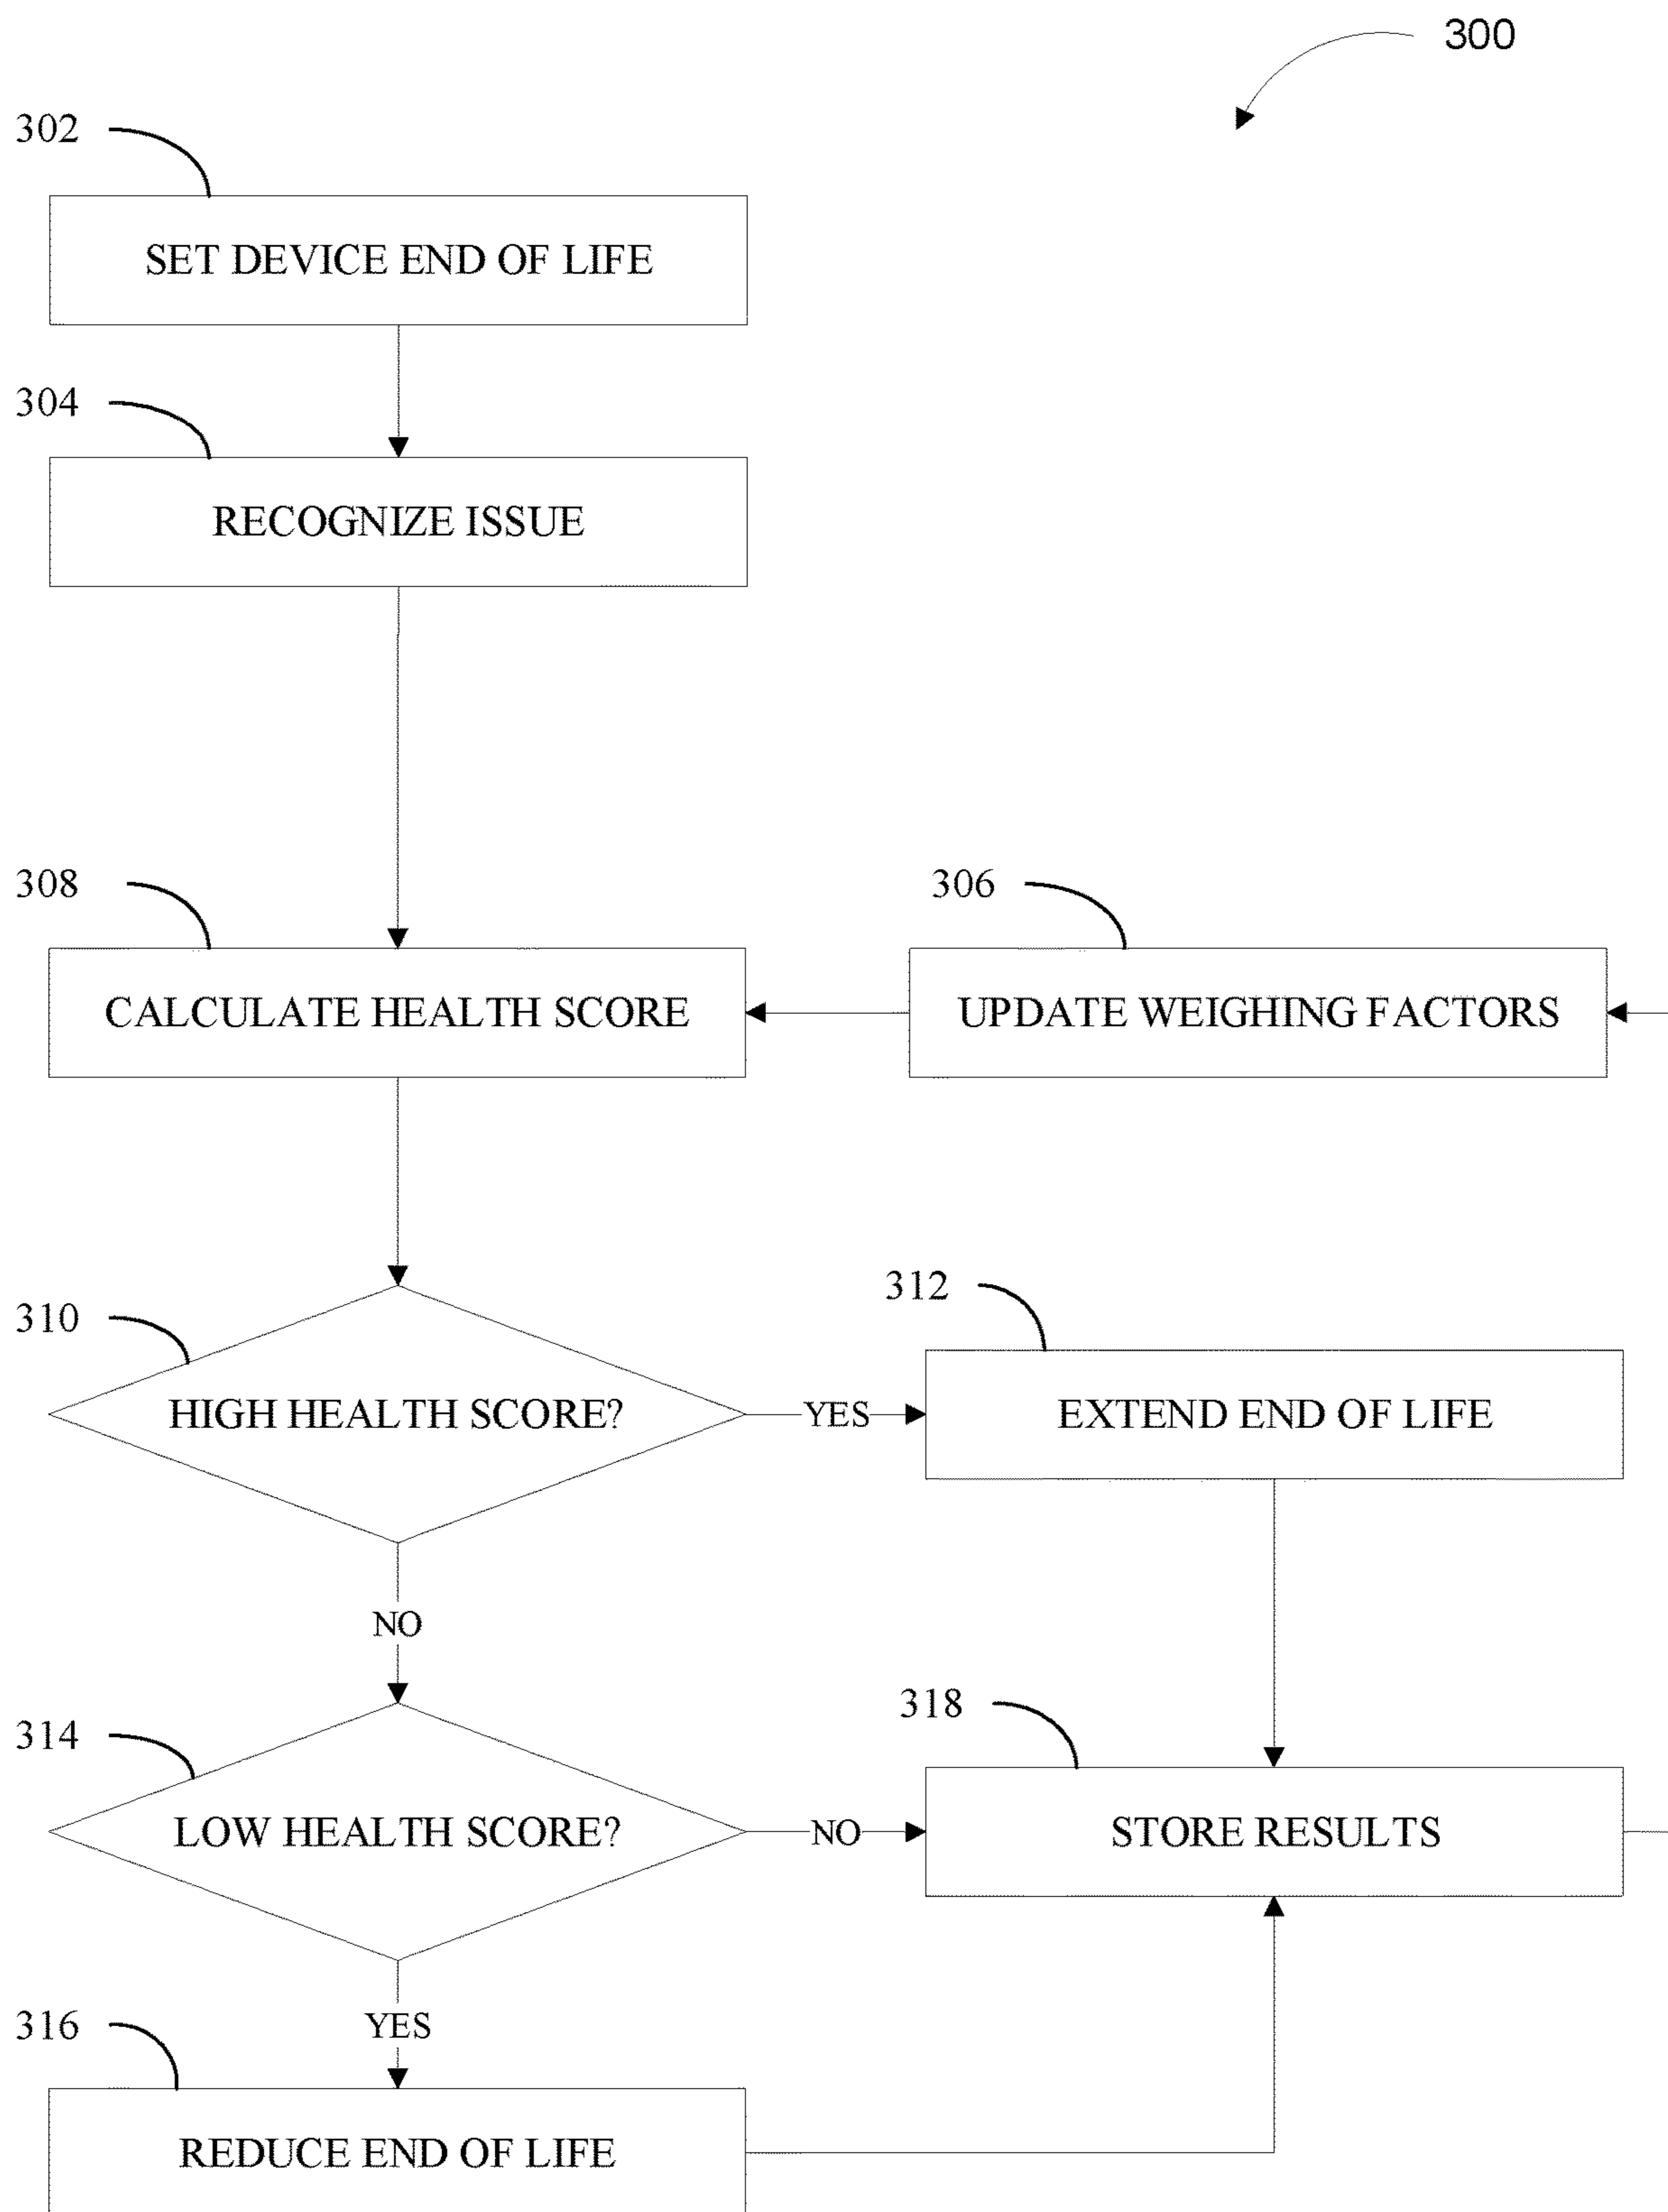 300
302
SET DEVICE END OF LIFE
304
RECOGNIZE ISSUE
308
306
CALCULATE HEALTH SCORE
UPDATE WEIGHING FACTORS
310
312
HIGH HEALTH SCORE?
YES
EXTEND END OF LIFE
NO
314
318
LOW HEALTH SCORE?
NO
STORE RESULTS
316
YES
REDUCE END OF LIFE